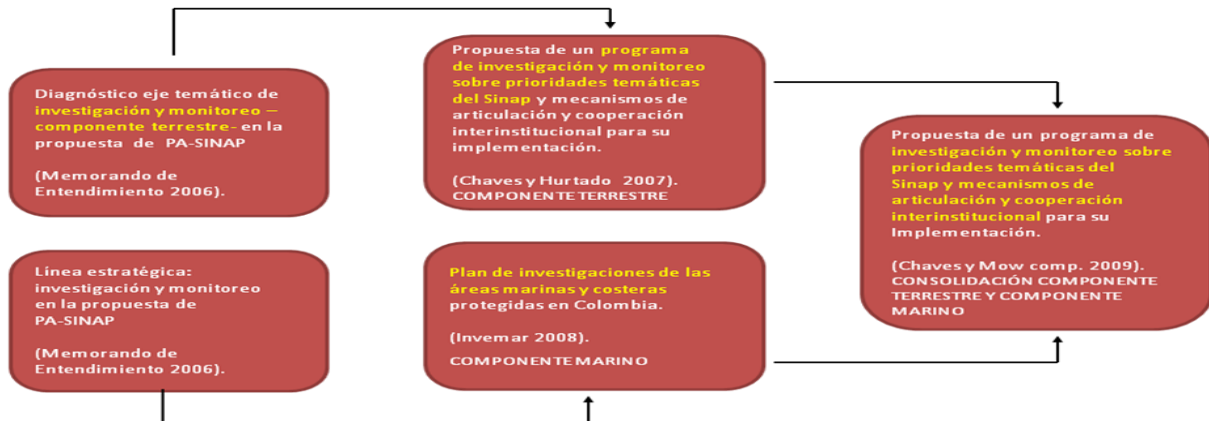 Diagnóstico eje temático de
investigación y monitoreo –
componente terrestre- en la
propuesta de PA-SINAP
(Memorando de
Entendimiento 2006).
Línea estratégica:
investigación y monitoreo
en la propuesta de
PA-SINAP
(Memorando de
Entendimiento 2006).
Propuesta de un programa
de investigación y monitoreo
sobre prioridades temáticas
del Sinap y mecanismos de
articulación y cooperación
interinstitucional para su
implementación.
(Chaves y Hurtado 2007).
COMPONENTE TERRESTRE
Plan de investigaciones de las
áreas marinas y costeras
protegidas en Colombia.
(Invemar 2008).
COMPONENTE MARINO
Propuesta de un programa de
investigación y monitoreo sobre
prioridades temáticas del
Sinap y mecanismos de
articulación y cooperación
interinstitucional para su
Implementación.
(Chaves y Mow comp. 2009).
CONSOLIDACIÓN COMPONENTE
TERRESTRE Y COMPONENTE
MARINO